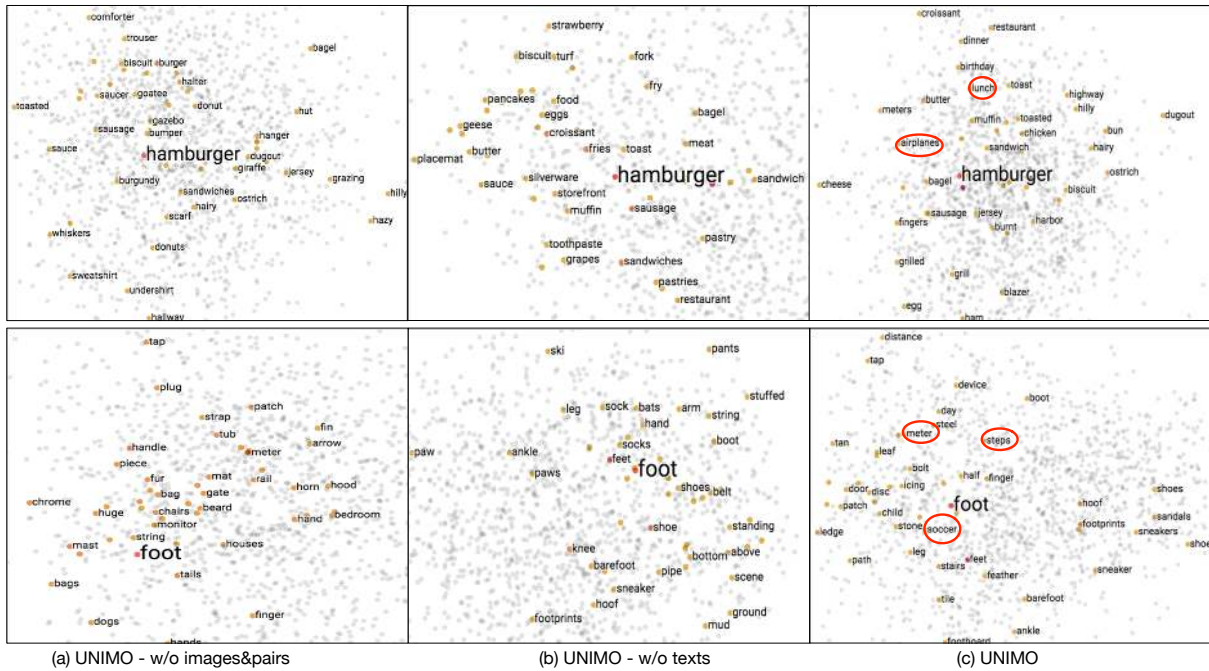 comforter
trouser
bagel
biscuit burger
halter
saucer goatee
donut
toasted
hut
gazebo
sausage
bumper
hanger
sauce
hamburger
dugout
giraffe
jersey
burgundy
grazing
sandwiches
hilly
hairy
ostrich
scarf
hazy
whiskers
donuts
sweatshirt
undershirt
hallway
strawberry
biscuit turf
fork
fry
pancakes
food
eggs
bagel
geese
croissant
butter
fries
toast
meat
placemat
silverware
hamburger
sandwich
sauce
storefront
muffin
sausage
toothpaste
pastry
grapes
sandwiches
pastries
restaurant
croissant
restaurant
dinner
birthday
lunch
toast
butter
highway
meters
hilly
dugout
muffin
toasted
chicken
bun
airplanes
sandwich
hairy
cheese
bagel
hamburger
ostrich
biscuit
sausage
jersey
harbor
fingers
burnt
grilled
grill
blazer
egg
ham
tap
plug
strap
patch
fin
tub
arrow
handle
meter
piece
fur
mat
rail
bag
gate
horn
hood
chrome
huge
chairs
beard
hand
bedroom
monitor
string
mast
foot
houses
bags
tails
finger
dogs
hands
ski
pants
stuffed
leg
sock
bats
arm
string
hand
boot
paw
ankle
socks
feet
foot
paws
shoes
belt
shoe
standing
knee
bottom
above
barefoot
pipe
scene
sneaker
hoof
footprints
ground
mud
distance
tap
device
boot
day
steel
meter
steps
tan
leaf
bolt
half
finger
door
disc
icing
foot
hoof
shoes
patch
child
footprints
sandals
ledge
stone
soccer
sneakers
shoe
path
leg
stairs
feet
feather
sneaker
tile
barefoot
ankle
footboard
(a) UNIMO - w/o images&pairs
(b) UNIMO - w/o texts
(c) UNIMO